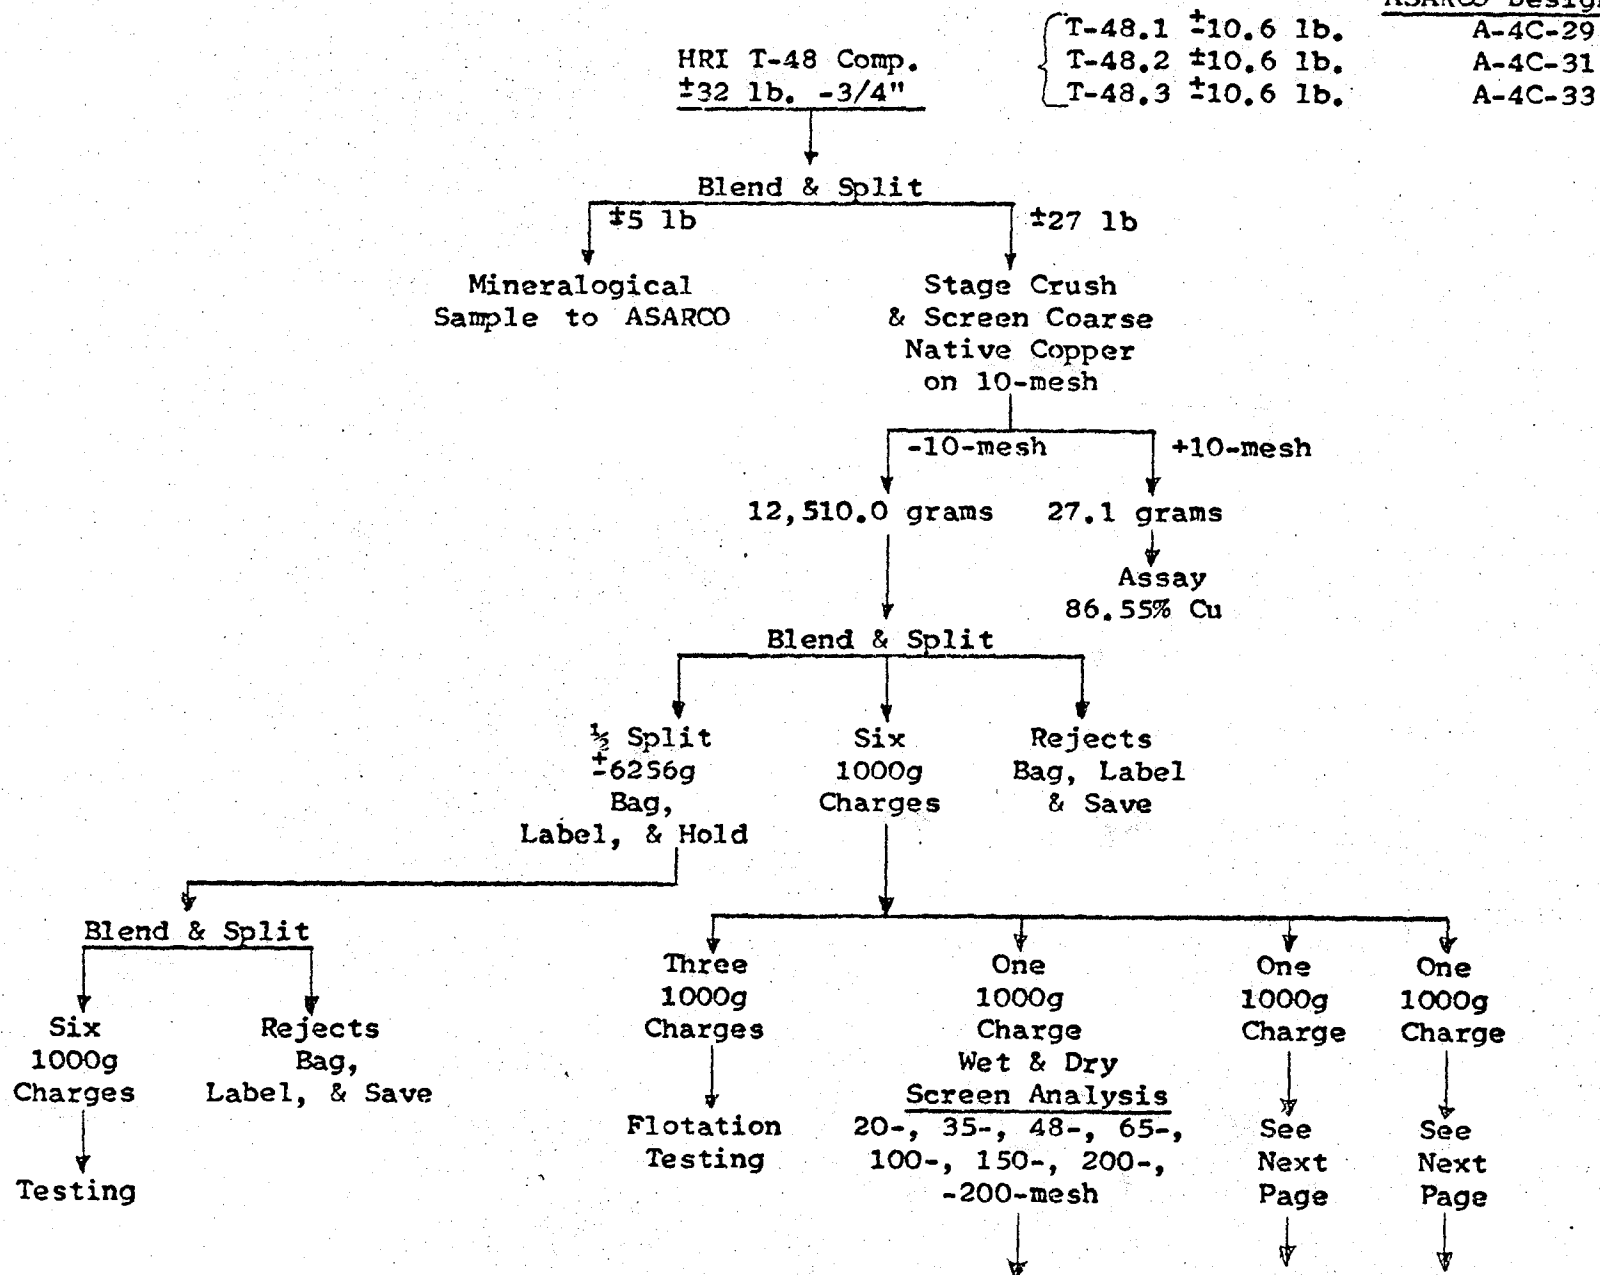 ASARCO Desig
HRI T-48 Comp.
±32 lb. -3/4"
T-48.1 ±10.6 lb. A-4C-29
T-48.2 ±10.6 lb. A-4C-31
T-48.3 ±10.6 lb. A-4C-33
Blend & Split
±5 lb
±27 lb
Mineralogical
Sample to ASARCO
Stage Crush
& Screen Coarse
Native Copper
on 10-mesh
-10-mesh
+10-mesh
12,510.0 grams
27.1 grams
Assay
86.55% Cu
Blend & Split
½ Split
±6256g
Bag,
Label, & Hold
Six
1000g
Charges
Rejects
Bag, Label
& Save
Blend & Split
Six
1000g
Charges
Testing
Rejects
Bag,
Label, & Save
Three
1000g
Charges
Flotation
Testing
One
1000g
Charge
Wet & Dry
Screen Analysis
20-, 35-, 48-, 65-,
100-, 150-, 200-,
-200-mesh
One
1000g
Charge
See
Next
Page
One
1000g
Charge
See
Next
Page